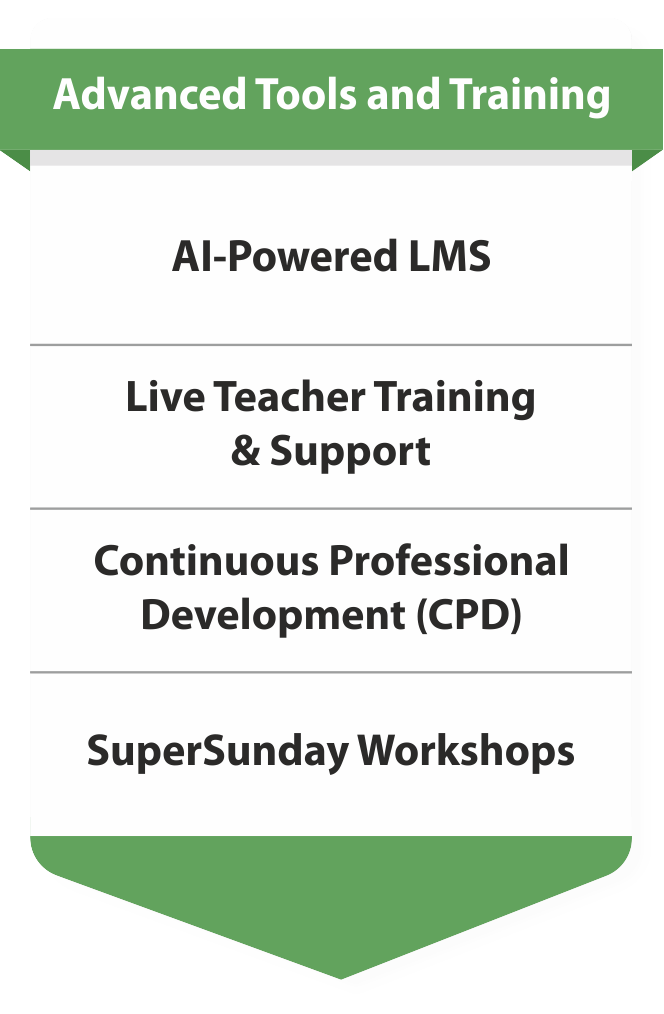 Advanced Tools and Training
AI-Powered LMS
Live Teacher Training
& Support
Continuous Professional
Development (CPD)
SuperSunday Workshops